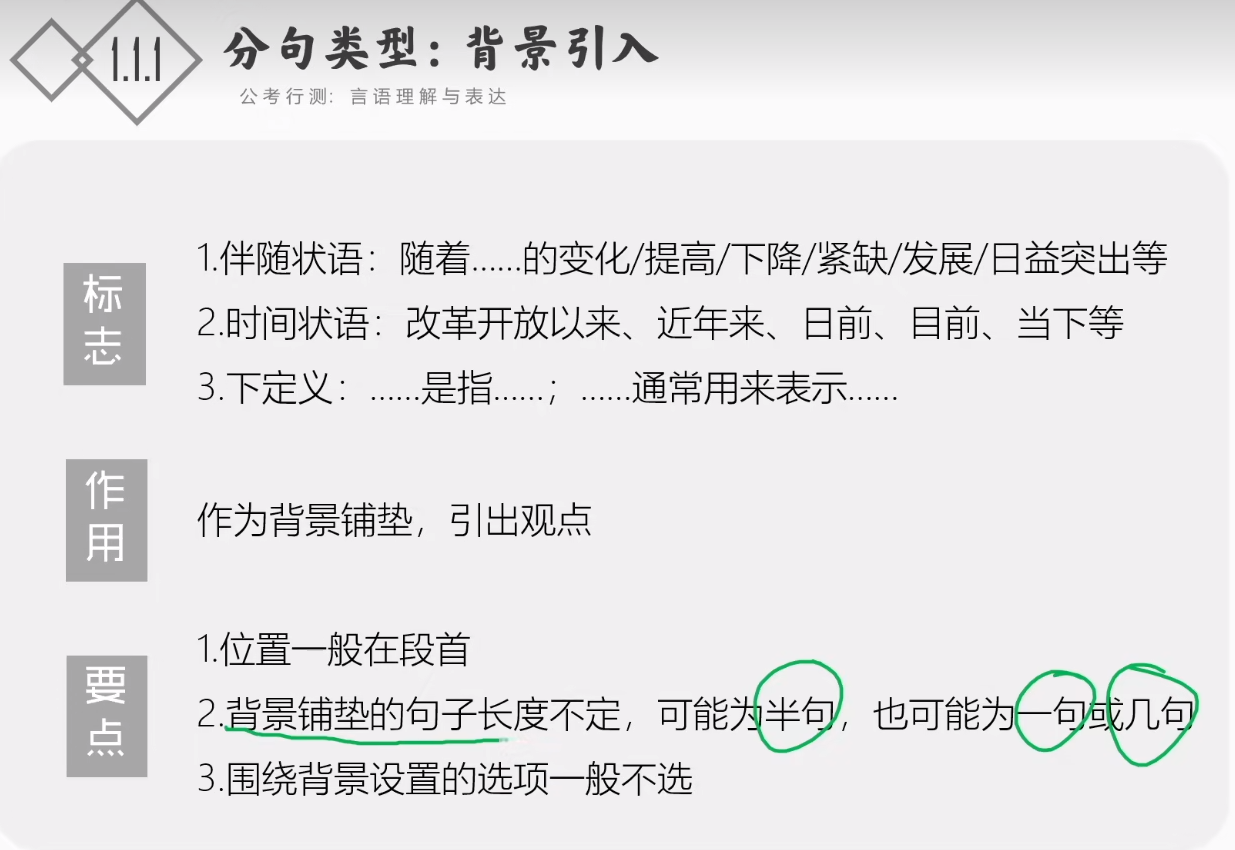 1.1.1
分句类型：背景引入
公考行测：言语理解与表达
标志
1.伴随状语：随着……的变化/提高/下降/紧缺/发展/日益突出等
2.时间状语：改革开放以来、近年来、日前、目前、当下等
3.下定义：……是指……；……通常用来表示……
作用
作为背景铺垫，引出观点
要点
1.位置一般在段首
2.背景铺垫的句子长度不定，可能为半句，也可能为一句或几句
3.围绕背景设置的选项一般不选